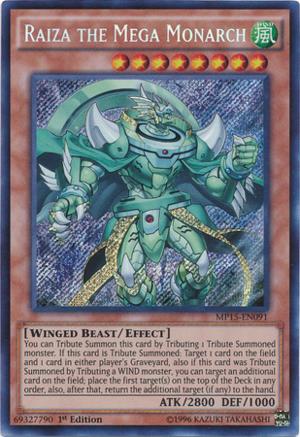 RAIZA THE MEGA MONARCH
WIND
風
MP15-EN091
[WINGED BEAST/EFFECT]
You can Tribute Summon this card by Tributing 1 Tribute Summoned
monster. If this card is Tribute Summoned: Target 1 card on the field
and 1 card in either player's Graveyard, also if this card was Tribute
Summoned by Tributing a WIND monster, you can target an additional
card on the field; place the first target(s) on the top of the Deck in
any order, also, after that, return the additional target (if any) to the hand.
ATK/2800 DEF/1000
69327790 1st Edition ©1996 KAZUKI TAKAHASHI